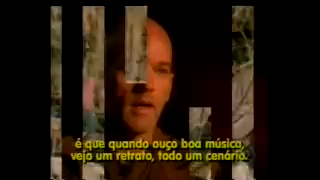 é que quando ouço boa música,
vejo um retrato, todo um cenário.